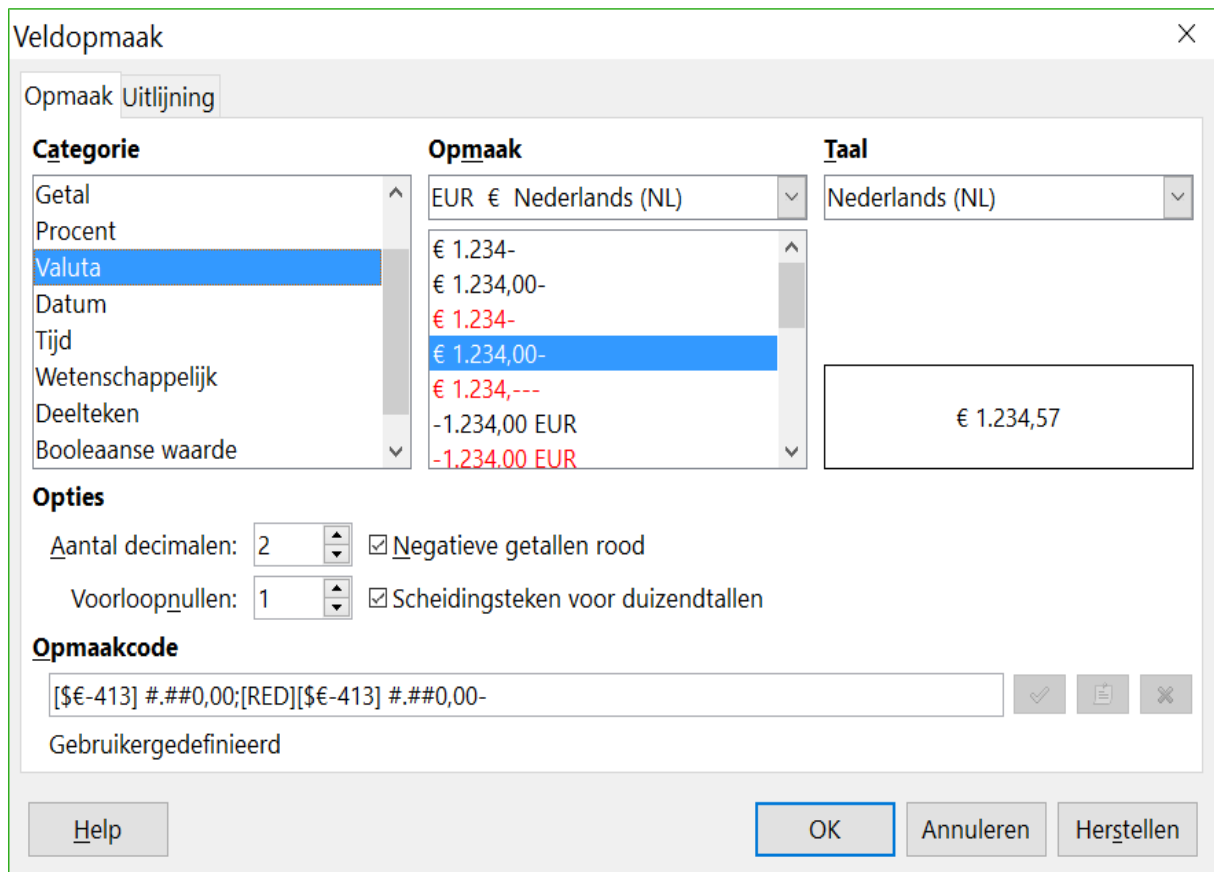 Veldopmaak
Opmaak Uitlijning
Categorie
Getal
Procent
Valuta
Datum
Tijd
Wetenschappelijk
Deelteken
Booleaanse waarde
Opmaak
EUR € Nederlands (NL)
€ 1.234-
€ 1.234,00-
€ 1.234-
€ 1.234,00-
€ 1.234,---
-1.234,00 EUR
-1.234,00 EUR
Taal
Nederlands (NL)
€ 1.234,57
Opties
Aantal decimalen: 2
Negatieve getallen rood
Voorloopnullen: 1
Scheidingsteken voor duizendtallen
Opmaakcode
[$€-413] #.##0,00;[RED][$€-413] #.##0,00-
Gebruikergedefinieerd
Help
OK
Annuleren
Herstellen